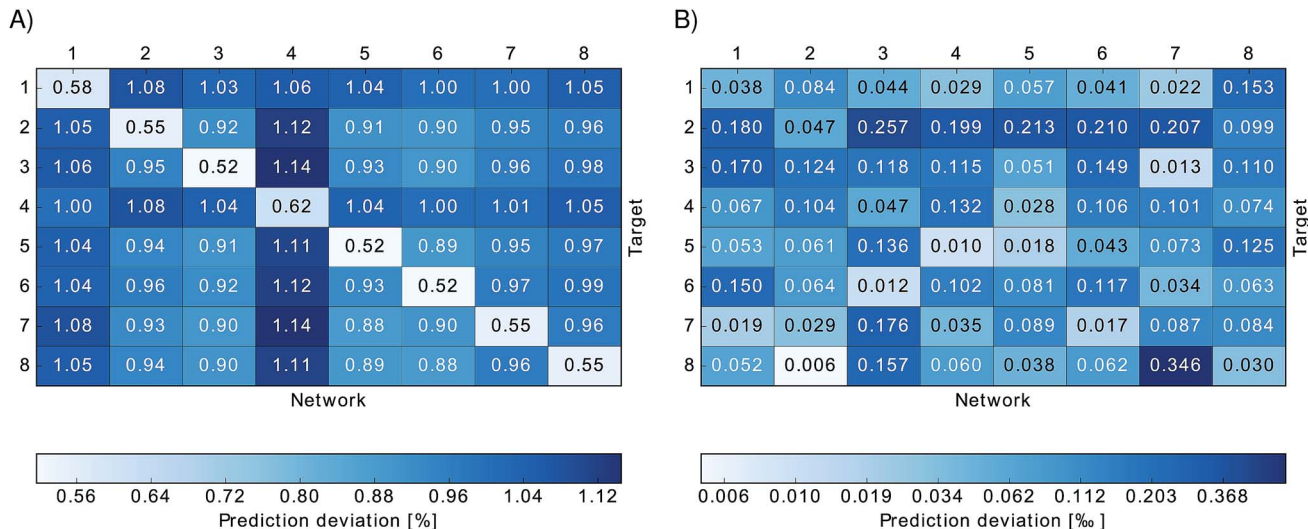 A)
1 2 3 4 5 6 7 8
1 0.58 1.08 1.03 1.06 1.04 1.00 1.00 1.05
2 1.05 0.55 0.92 1.12 0.91 0.90 0.95 0.96
3 1.06 0.95 0.52 1.14 0.93 0.90 0.96 0.98
4 1.00 1.08 1.04 0.62 1.04 1.00 1.01 1.05
5 1.04 0.94 0.91 1.11 0.52 0.89 0.95 0.97
6 1.04 0.96 0.92 1.12 0.93 0.52 0.97 0.99
7 1.08 0.93 0.90 1.14 0.88 0.90 0.55 0.96
8 1.05 0.94 0.90 1.11 0.89 0.88 0.96 0.55
Target
Network
0.56 0.64 0.72 0.80 0.88 0.96 1.04 1.12
Prediction deviation [%]
B)
1 2 3 4 5 6 7 8
1 0.038 0.084 0.044 0.029 0.057 0.041 0.022 0.153
2 0.180 0.047 0.257 0.199 0.213 0.210 0.207 0.099
3 0.170 0.124 0.118 0.115 0.051 0.149 0.013 0.110
4 0.067 0.104 0.047 0.132 0.028 0.106 0.101 0.074
5 0.053 0.061 0.136 0.010 0.018 0.043 0.073 0.125
6 0.150 0.064 0.012 0.102 0.081 0.117 0.034 0.063
7 0.019 0.029 0.176 0.035 0.089 0.017 0.087 0.084
8 0.052 0.006 0.157 0.060 0.038 0.062 0.346 0.030
Target
Network
0.006 0.010 0.019 0.034 0.062 0.112 0.203 0.368
Prediction deviation [‰]